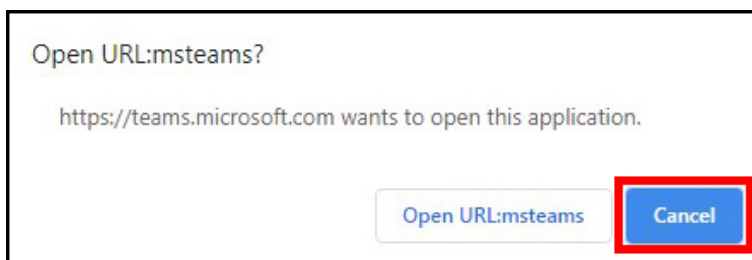 Open URL:msteams?
https://teams.microsoft.com wants to open this application.
Open URL:msteams
Cancel